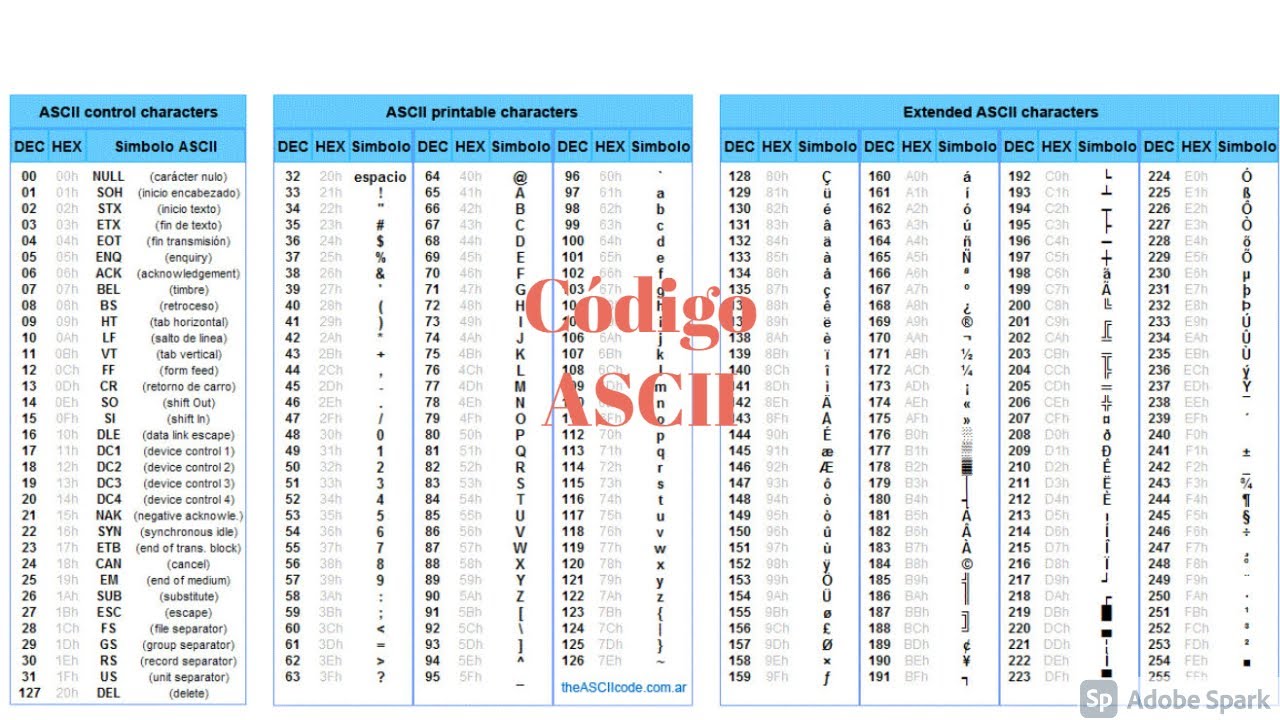 ASCII control characters
DEC HEX Simbolo ASCII
00 00h NULL (carácter nulo)
01 01h SOH (inicio encabezado)
02 02h STX (inicio texto)
03 03h ETX (fin de texto)
04 04h EOT (fin transmisión)
05 05h ENQ (enquiry)
06 06h ACK (acknowledgement)
07 07h BEL (timbre)
08 08h BS (retroceso)
09 09h HT (tab horizontal)
10 0Ah LF (salto de linea)
11 0Bh VT (tab vertical)
12 0Ch FF (form feed)
13 0Dh CR (retorno de carro)
14 0Eh SO (shift Out)
15 0Fh SI (shift In)
16 10h DLE (data link escape)
17 11h DC1 (device control 1)
18 12h DC2 (device control 2)
19 13h DC3 (device control 3)
20 14h DC4 (device control 4)
21 15h NAK (negative acknowle.)
22 16h SYN (synchronous idle)
23 17h ETB (end of trans. block)
24 18h CAN (cancel)
25 19h EM (end of medium)
26 1Ah SUB (substitute)
27 1Bh ESC (escape)
28 1Ch FS (file separator)
29 1Dh GS (group separator)
30 1Eh RS (record separator)
31 1Fh US (unit separator)
127 20h DEL (delete)
ASCII printable characters
DEC HEX Simbolo DEC HEX Simbolo DEC HEX Simbolo
32 20h espacio 64 40h @ 96 60h `
33 21h ! 65 41h A 97 61h a
34 22h " 66 42h B 98 62h b
35 23h # 67 43h C 99 63h c
36 24h $ 68 44h D 100 64h d
37 25h % 69 45h E 101 65h e
38 26h & 70 46h F 102 66h f
39 27h ' 71 47h G 103 67h g
40 28h ( 72 48h H h
41 29h ) 73 49h I i
42 2Ah * 74 4Ah J 106 6Ah j
43 2Bh + 75 4Bh K 107 6Bh k
44 2Ch , 76 4Ch L 108 6Ch l
45 2Dh - 77 4Dh M m
46 2Eh . 78 4Eh N n
47 2Fh / 79 4Fh O o
48 30h 0 80 50h P 112 70h p
49 31h 1 81 51h Q 113 71h q
50 32h 2 82 52h R 114 72h r
51 33h 3 83 53h S 115 73h s
52 34h 4 84 54h T 116 74h t
53 35h 5 85 55h U 117 75h u
54 36h 6 86 56h V 118 76h v
55 37h 7 87 57h W 119 77h w
56 38h 8 88 58h X 120 78h x
57 39h 9 89 59h Y 121 79h y
58 3Ah : 90 5Ah Z 122 7Ah z
59 3Bh ; 91 5Bh [ 123 7Bh {
60 3Ch < 92 5Ch \ 124 7Ch |
61 3Dh = 93 5Dh ] 125 7Dh }
62 3Eh > 94 5Eh ^ 126 7Eh ~
63 3Fh ? 95 5Fh _
theASCIIcode.com.ar
Extended ASCII characters
DEC HEX Simbolo DEC HEX Simbolo DEC HEX Simbolo DEC HEX Simbolo
128 80h Ç 160 A0h á 192 C0h └ 224 E0h Ó
129 81h ü 161 A1h í 193 C1h ┴ 225 E1h ß
130 82h é 162 A2h ó 194 C2h ┬ 226 E2h Ô
131 83h â 163 A3h ú 195 C3h ├ 227 E3h Ò
132 84h ä 164 A4h ñ 196 C4h ─ 228 E4h õ
133 85h à 165 A5h Ñ 197 C5h ┼ 229 E5h Õ
134 86h å 166 A6h ª 198 C6h ã 230 E6h µ
135 87h ç 167 A7h º 199 C7h Ã 231 E7h þ
136 88h ê 168 A8h ¿ 200 C8h ╚ 232 E8h Þ
137 89h ë 169 A9h ® 201 C9h ╔ 233 E9h Ú
138 8Ah è 170 AAh ¬ 202 CAh ╩ 234 EAh Û
139 8Bh ï 171 ABh ½ 203 CBh ╦ 235 EBh Ù
140 8Ch î 172 ACh ¼ 204 CCh ╠ 236 ECh ý
141 8Dh ì 173 ADh ¡ 205 CDh ═ 237 EDh Ý
142 8Eh Ä 174 AEh « 206 CEh ╬ 238 EEh ¯
143 8Fh Å 175 AFh » 207 CFh ¤ 239 EFh ´
144 90h É 176 B0h ░ 208 D0h ð 240 F0h
145 91h æ 177 B1h ▒ 209 D1h Ð 241 F1h ±
146 92h Æ 178 B2h ▓ 210 D2h Ê 242 F2h _
147 93h ô 179 B3h │ 211 D3h Ë 243 F3h ¾
148 94h ö 180 B4h ┤ 212 D4h È 244 F4h ¶
149 95h ò 181 B5h Á 213 D5h ı 245 F5h §
150 96h û 182 B6h Â 214 D6h Í 246 F6h ÷
151 97h ù 183 B7h À 215 D7h Î 247 F7h ¸
152 98h ÿ 184 B8h © 216 D8h Ï 248 F8h °
153 99h Ö 185 B9h ╣ 217 D9h ┘ 249 F9h ¨
154 9Ah Ü 186 BAh ║ 218 DAh ┌ 250 FAh ·
155 9Bh ø 187 BBh ╗ 219 DBh █ 251 FBh ¹
156 9Ch £ 188 BCh ╝ 220 DCh ▄ 252 FCh ³
157 9Dh Ø 189 BDh ¢ 221 DDh ¦ 253 FDh ²
158 9Eh × 190 BEh ¥ 222 DEh Ì 254 FEh ■
159 9Fh ƒ 191 BFh ┐ 223 DFh ▀ 255 FFh
Código
ASCII
Sp Adobe Spark